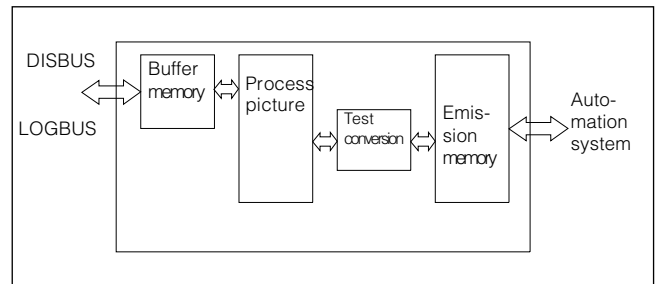 DISBUS
LOGBUS
Buffer
memory
Process
picture
Test
conversion
Emis-
sion
memory
Auto-
mation
system